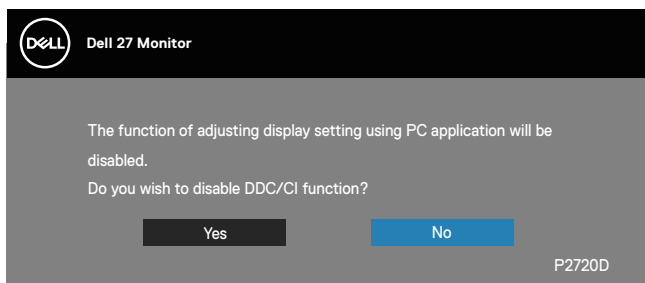 DELL
Dell 27 Monitor
The function of adjusting display setting using PC application will be
disabled.
Do you wish to disable DDC/CI function?
Yes No
P2720D